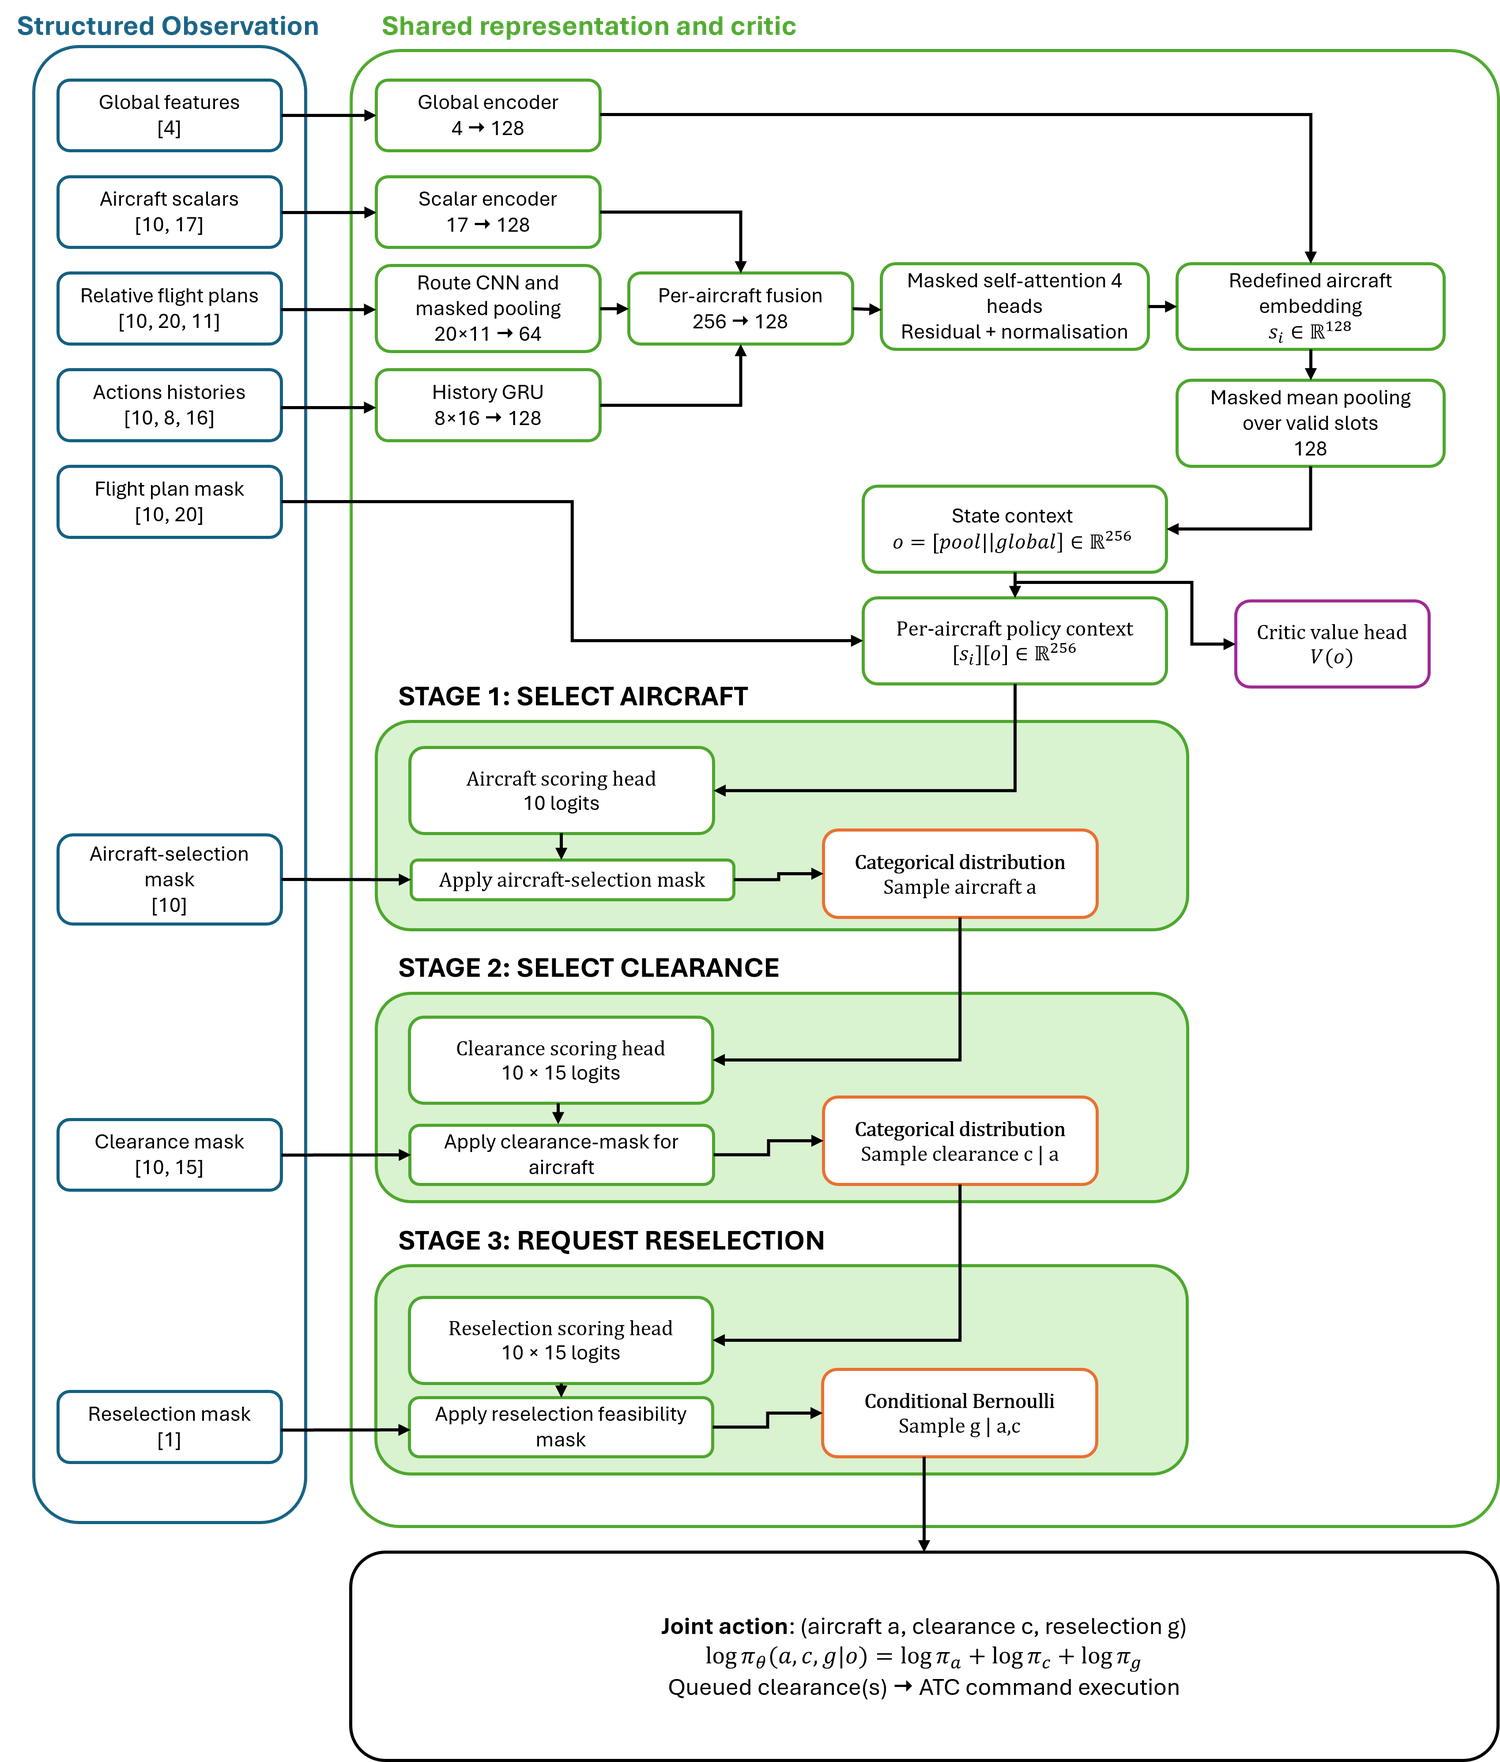 Structured Observation
Shared representation and critic
Global features
[4]
Global encoder
4 → 128
Aircraft scalars
[10, 17]
Scalar encoder
17 → 128
Relative flight plans
[10, 20, 11]
Route CNN and
masked pooling
20×11 → 64
Per-aircraft fusion
256 → 128
Masked self-attention 4
heads
Residual + normalisation
Redefined aircraft
embedding
𝑠ᵢ ∈ ℝ¹²⁸
Actions histories
[10, 8, 16]
History GRU
8×16 → 128
Masked mean pooling
over valid slots
128
Flight plan mask
[10, 20]
State context
𝑜 = [𝑝𝑜𝑜𝑙||𝑔𝑙𝑜𝑏𝑎𝑙] ∈ ℝ²⁵⁶
Per-aircraft policy context
[𝑠ᵢ][𝑜] ∈ ℝ²⁵⁶
Critic value head
𝑉(𝑜)
STAGE 1: SELECT AIRCRAFT
Aircraft scoring head
10 logits
Aircraft-selection
mask
[10]
Apply aircraft-selection mask
Categorical distribution
Sample aircraft a
STAGE 2: SELECT CLEARANCE
Clearance scoring head
10 × 15 logits
Clearance mask
[10, 15]
Apply clearance-mask for
aircraft
Categorical distribution
Sample clearance c | a
STAGE 3: REQUEST RESELECTION
Reselection scoring head
10 × 15 logits
Reselection mask
[1]
Apply reselection feasibility
mask
Conditional Bernoulli
Sample g | a,c
Joint action: (aircraft a, clearance c, reselection g)
log 𝜋_𝜃(𝑎, 𝑐, 𝑔|𝑜) = log 𝜋_𝑎 + log 𝜋_𝑐 + log 𝜋_𝑔
Queued clearance(s) → ATC command execution